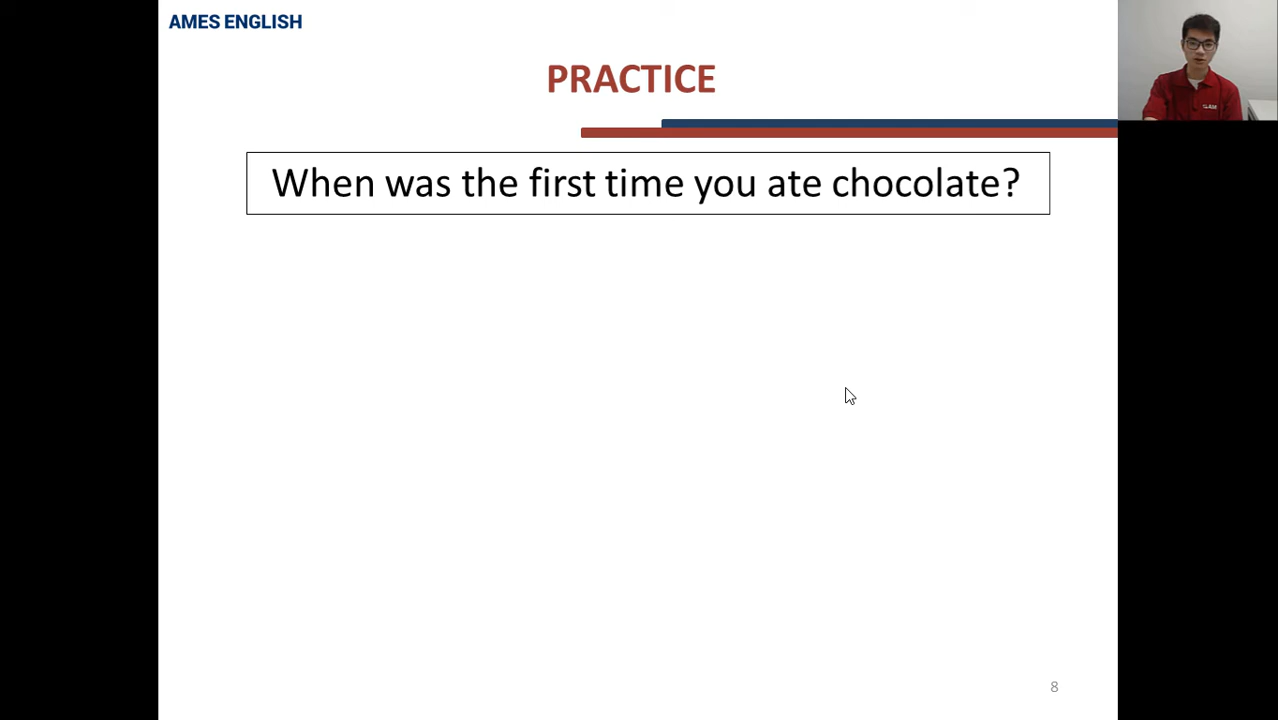 AMES ENGLISH
PRACTICE
When was the first time you ate chocolate?
8